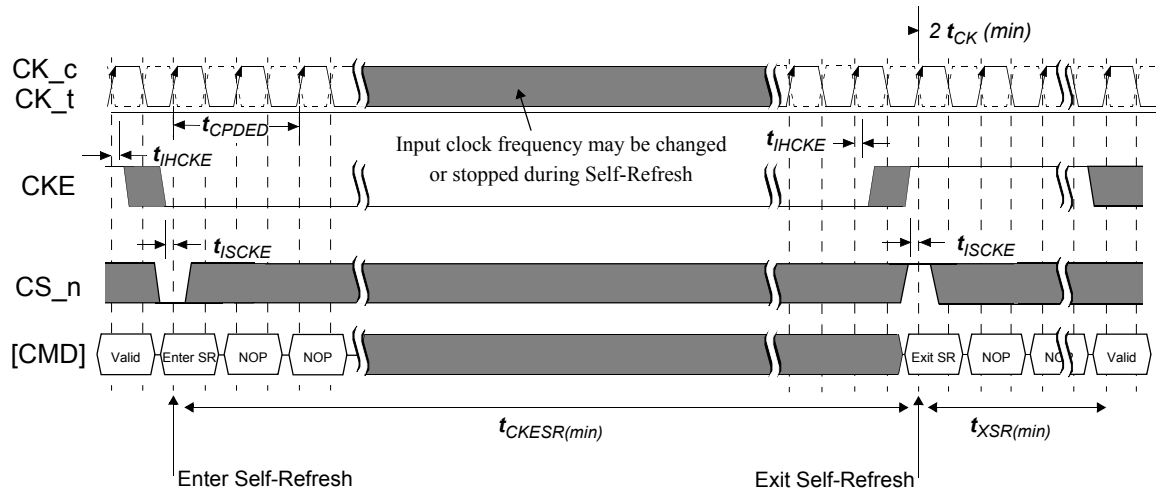 2 tCK (min)
CK_c
CK_t
tCPDED
Input clock frequency may be changed
or stopped during Self-Refresh
tIHCKE
tIHCKE
CKE
tISCKE
tISCKE
CS_n
[CMD]
Valid
Enter SR
NOP
NOP
Exit SR
NOP
NOP
Valid
tCKESR(min)
tXSR(min)
Enter Self-Refresh
Exit Self-Refresh